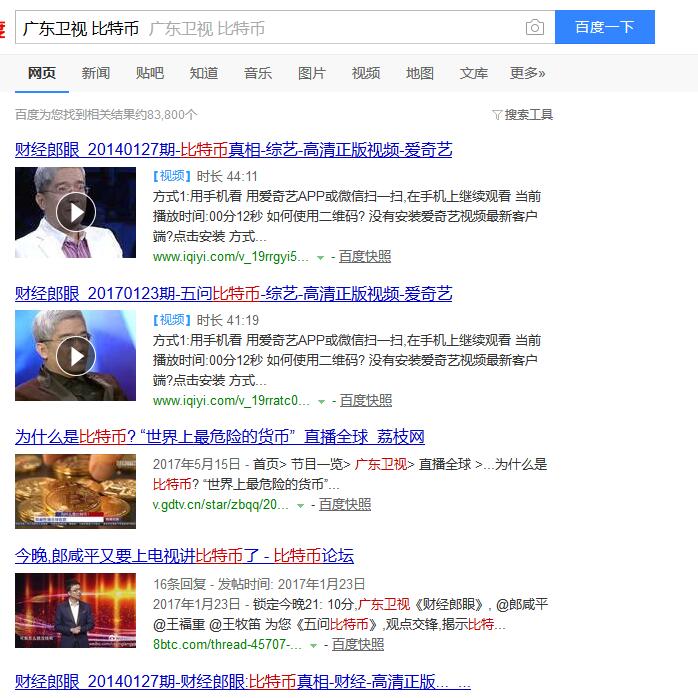 广东卫视 比特币 广东卫视 比特币
百度一下
网页 新闻 贴吧 知道 音乐 图片 视频 地图 文库 更多»
百度为您找到相关结果约83,800个 搜索工具
财经郎眼_20140127期-比特币真相-综艺-高清正版视频-爱奇艺
【视频】时长 44:11
方式1:用手机看 用爱奇艺APP或微信扫一扫,在手机上继续观看 当前
播放时间:00分12秒 如何使用二维码? 没有安装爱奇艺视频最新客户
端?点击安装 方式...
www.iqiyi.com/v_19rrgyi5... - 百度快照
财经郎眼_20170123期-五问比特币-综艺-高清正版视频-爱奇艺
【视频】时长 41:19
方式1:用手机看 用爱奇艺APP或微信扫一扫,在手机上继续观看 当前
播放时间:00分12秒 如何使用二维码? 没有安装爱奇艺视频最新客户
端?点击安装 方式...
www.iqiyi.com/v_19rratc0... - 百度快照
为什么是比特币? “世界上最危险的货币”_直播全球_荔枝网
2017年5月15日 - 首页> 节目一览> 广东卫视> 直播全球 >...为什么是
比特币? “世界上最危险的货币”...
v.gdtv.cn/star/zbqq/20... - 百度快照
今晚,郎咸平又要上电视讲比特币了 - 比特币论坛
16条回复 - 发帖时间: 2017年1月23日
2017年1月23日 - 锁定今晚21: 10分,广东卫视《财经郎眼》, @郎咸平
@王福重 @王牧笛 为您《五问比特币》,观点交锋,揭示比特...
8btc.com/thread-45707-... - 百度快照
财经郎眼_20140127期-财经郎眼:比特币真相-财经-高清正版..._...